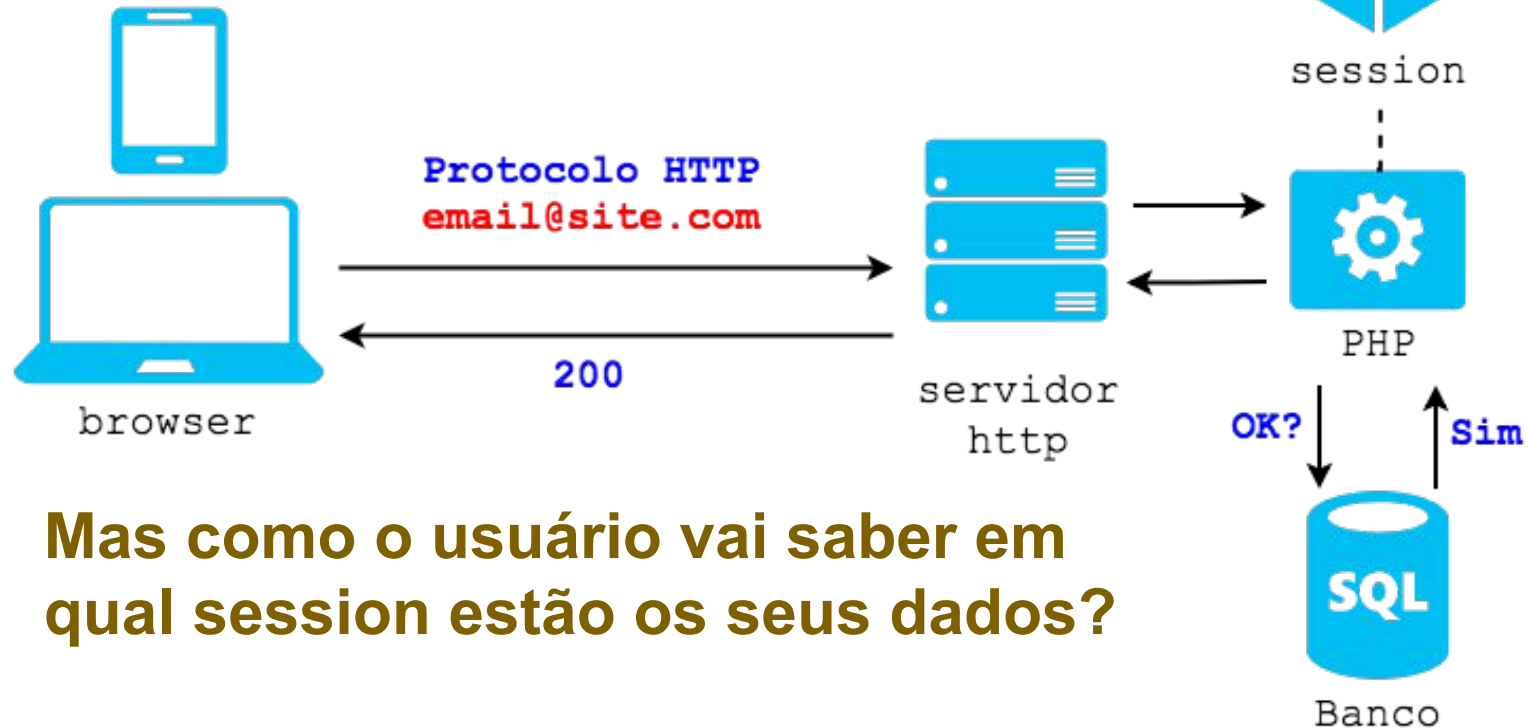 session
Protocolo HTTP
email@site.com
200
browser
servidor
http
PHP
OK?
Sim
SQL
Banco
Mas como o usuário vai saber em
qual session estão os seus dados?